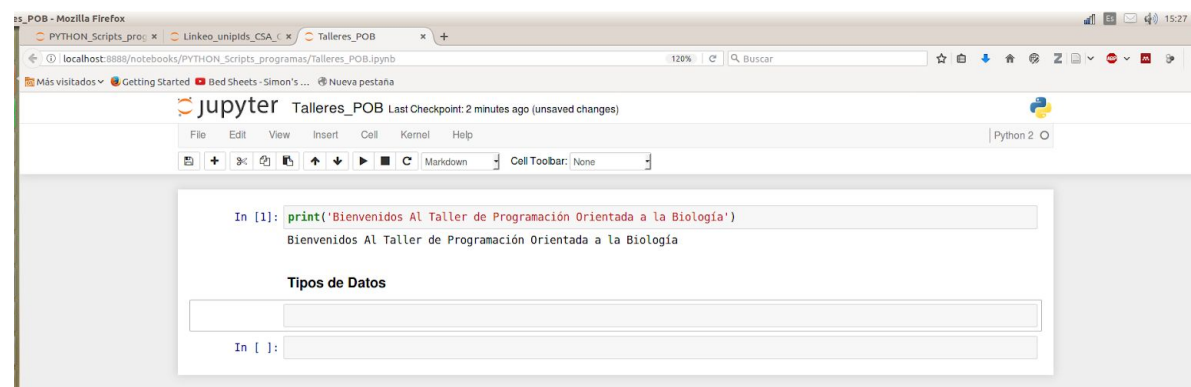 es_POB - Mozilla Firefox
Es
15:27
PYTHON_Scripts_prog × Linkeo_unipIds_CSA_C × Talleres_POB × +
localhost:8888/notebooks/PYTHON_Scripts_programas/Talleres_POB.ipynb 120% Buscar
Más visitados Getting Started Bed Sheets - Simon's ... Nueva pestaña
jupyter Talleres_POB Last Checkpoint: 2 minutes ago (unsaved changes)
File Edit View Insert Cell Kernel Help Python 2
Markdown Cell Toolbar: None
In [1]: print('Bienvenidos Al Taller de Programación Orientada a la Biología')
Bienvenidos Al Taller de Programación Orientada a la Biología
Tipos de Datos
In [ ]: